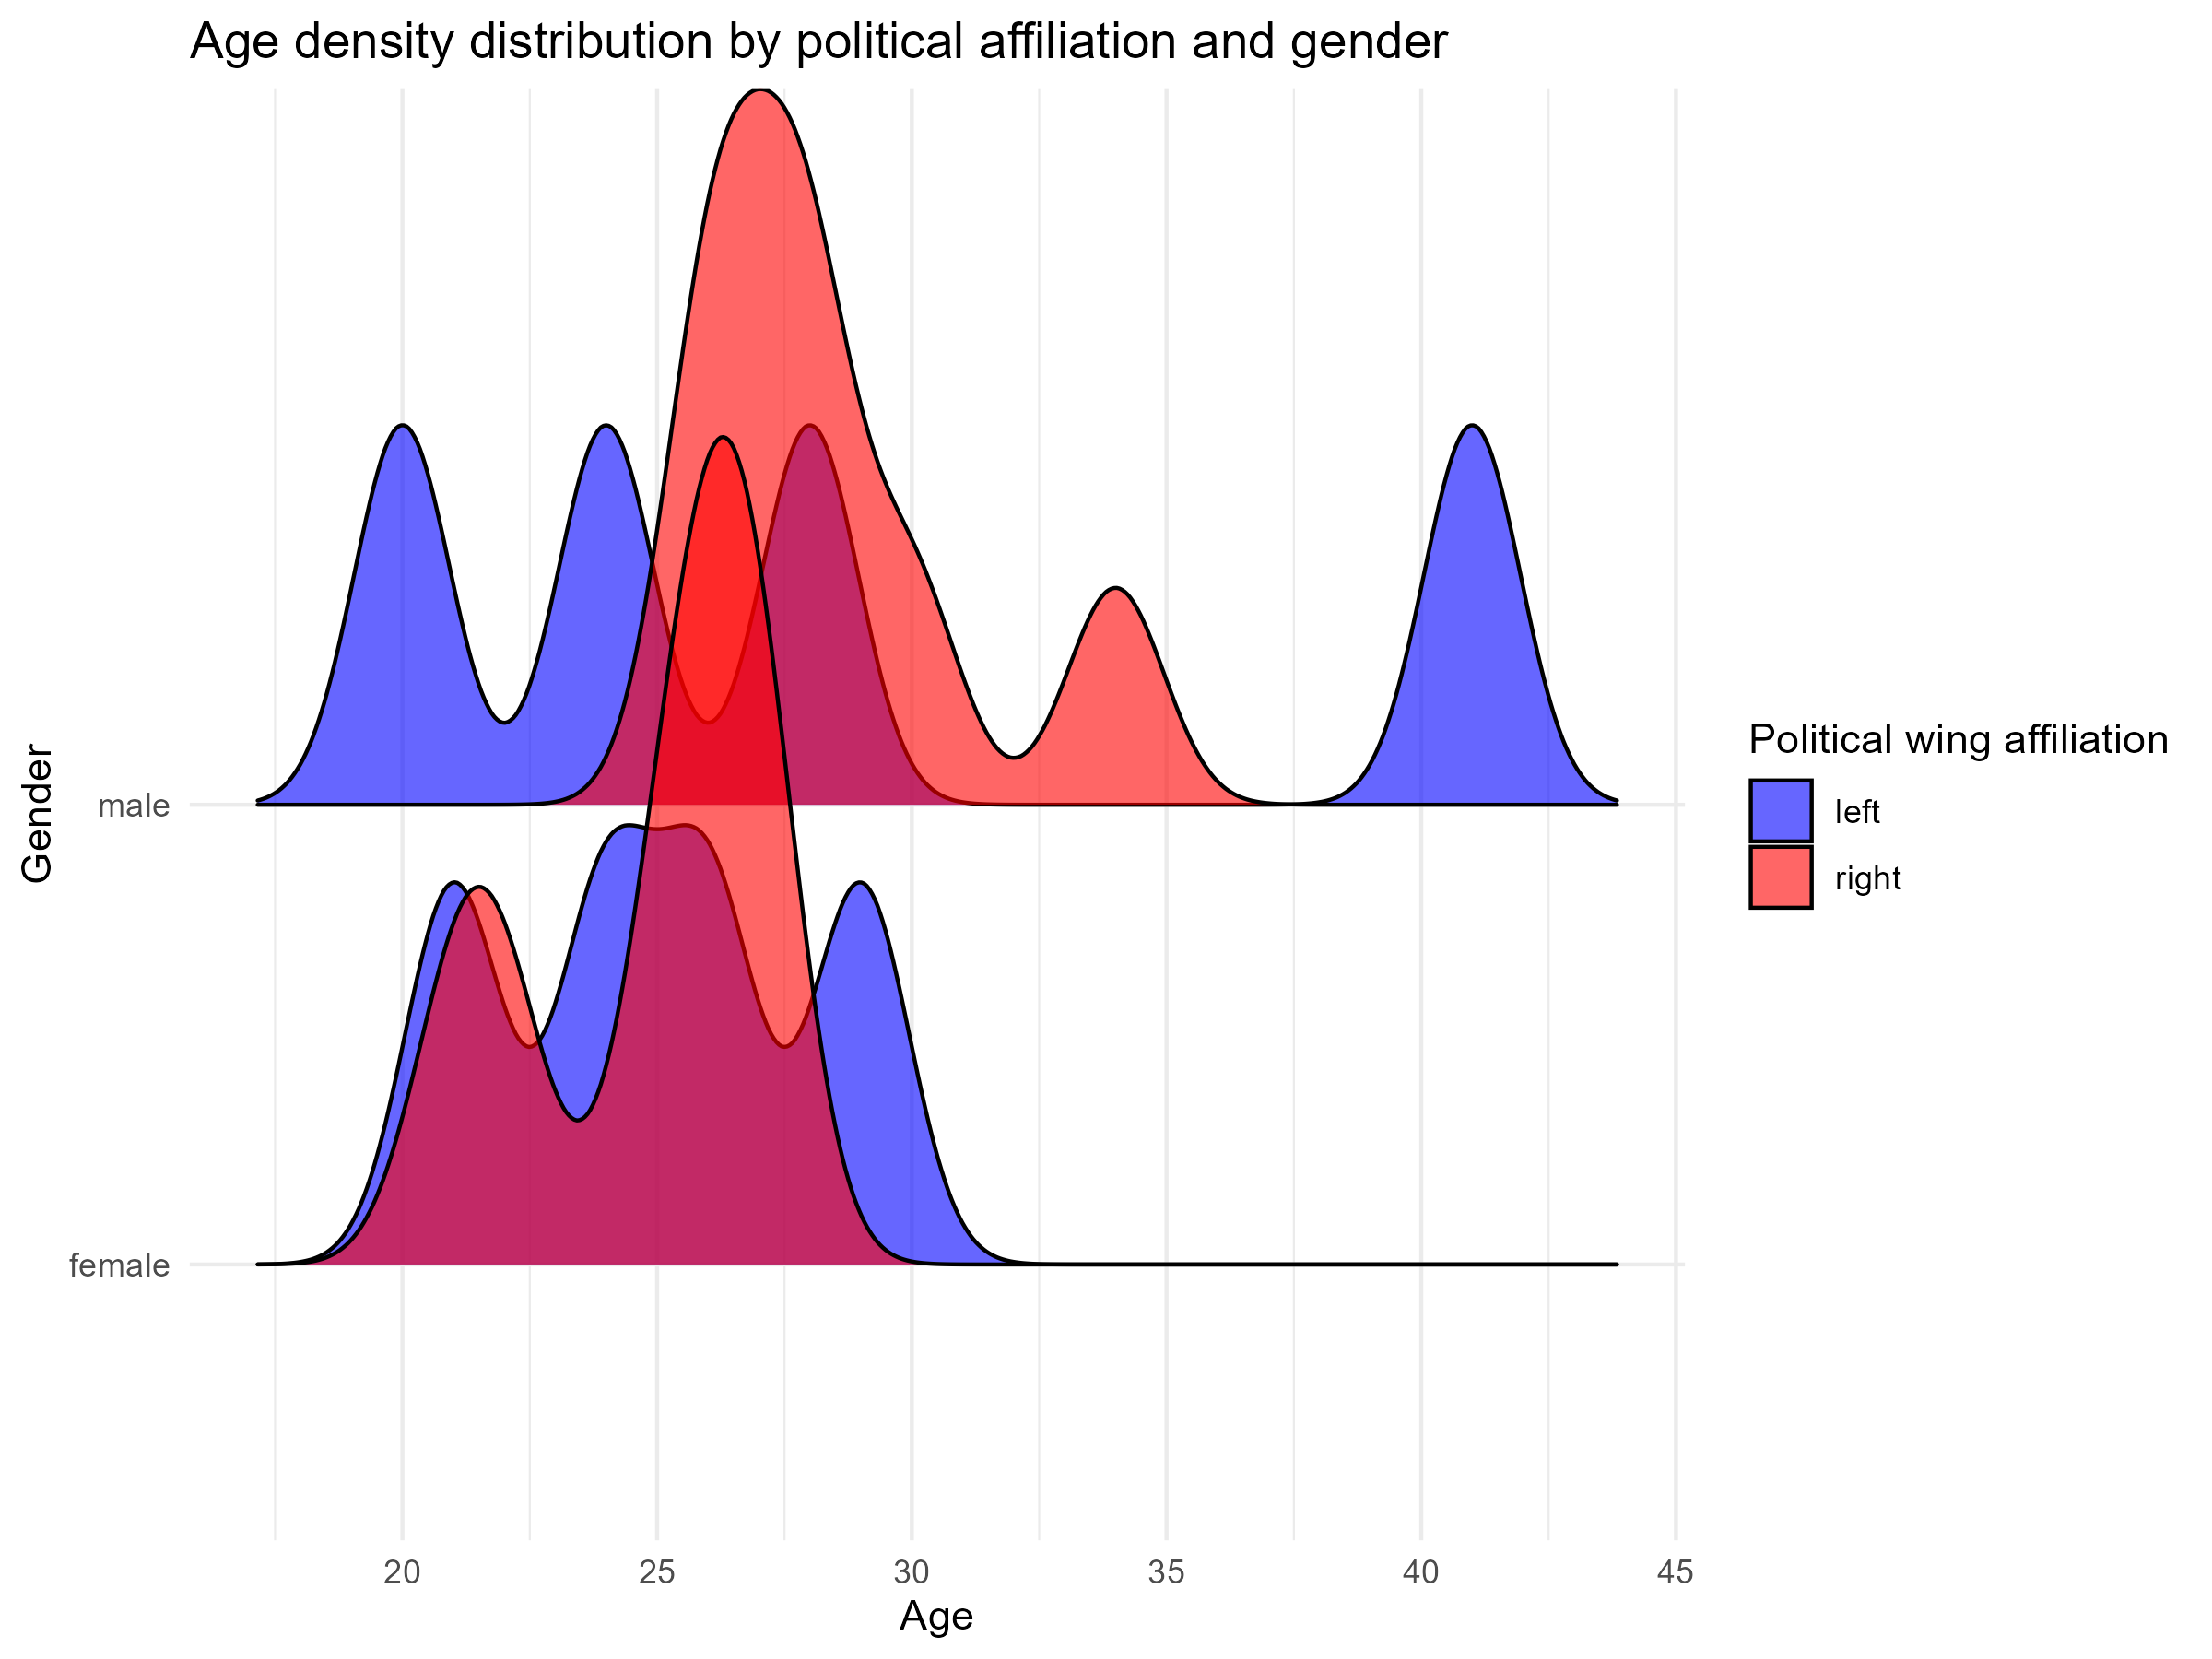 Age density distribution by political affiliation and gender
Gender
male
female
20 25 30 35 40 45
Age
Political wing affiliation
left
right